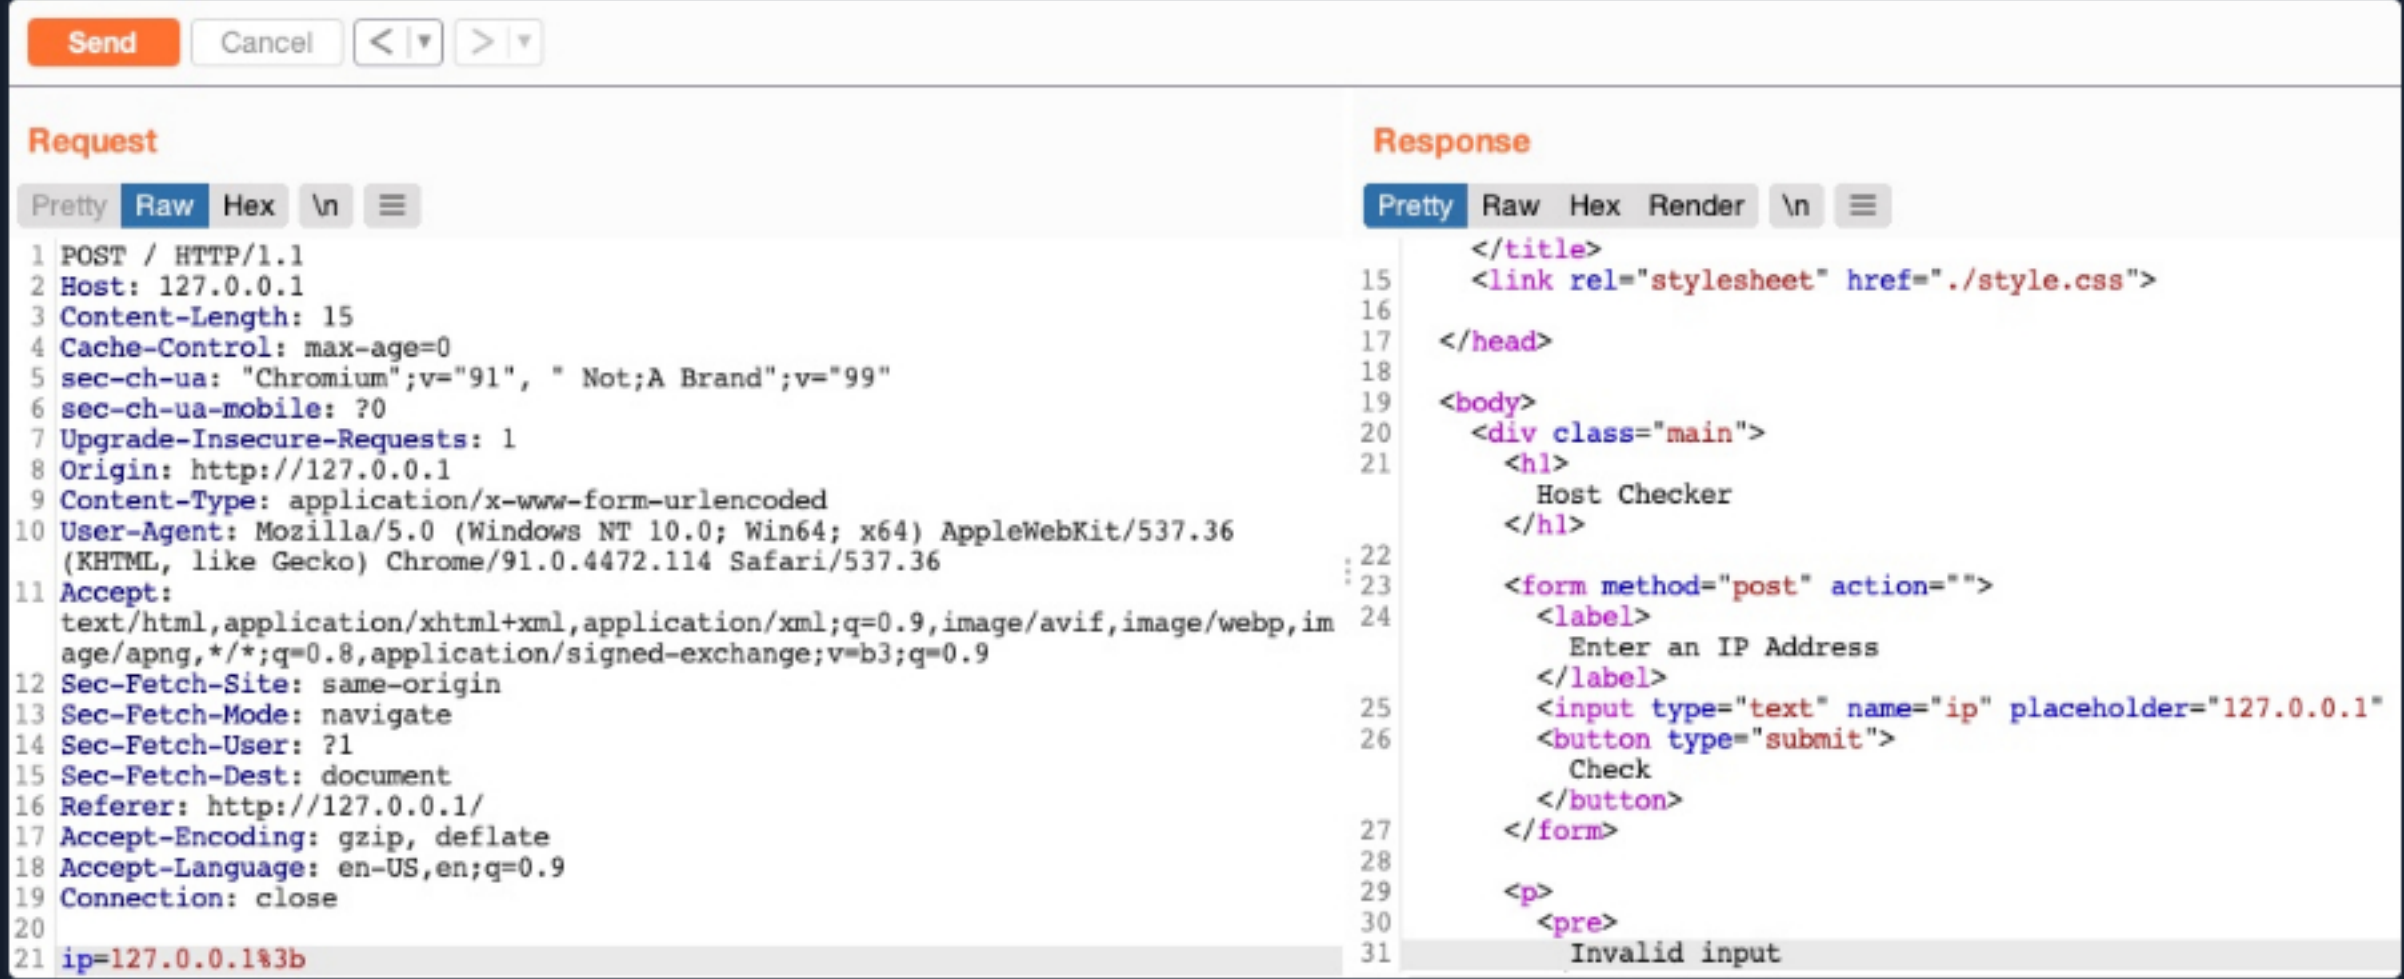 Send Cancel < ▼ > ▼
Request
Pretty Raw Hex \n ☰
1 POST / HTTP/1.1
2 Host: 127.0.0.1
3 Content-Length: 15
4 Cache-Control: max-age=0
5 sec-ch-ua: "Chromium";v="91", " Not;A Brand";v="99"
6 sec-ch-ua-mobile: ?0
7 Upgrade-Insecure-Requests: 1
8 Origin: http://127.0.0.1
9 Content-Type: application/x-www-form-urlencoded
10 User-Agent: Mozilla/5.0 (Windows NT 10.0; Win64; x64) AppleWebKit/537.36
(KHTML, like Gecko) Chrome/91.0.4472.114 Safari/537.36
11 Accept:
text/html,application/xhtml+xml,application/xml;q=0.9,image/avif,image/webp,im
age/apng,*/*;q=0.8,application/signed-exchange;v=b3;q=0.9
12 Sec-Fetch-Site: same-origin
13 Sec-Fetch-Mode: navigate
14 Sec-Fetch-User: ?1
15 Sec-Fetch-Dest: document
16 Referer: http://127.0.0.1/
17 Accept-Encoding: gzip, deflate
18 Accept-Language: en-US,en;q=0.9
19 Connection: close
20
21 ip=127.0.0.1%3b
Response
Pretty Raw Hex Render \n ☰
</title>
15 <link rel="stylesheet" href="./style.css">
16
17 </head>
18
19 <body>
20 <div class="main">
21 <h1>
Host Checker
</h1>
22
23 <form method="post" action="">
24 <label>
Enter an IP Address
</label>
25 <input type="text" name="ip" placeholder="127.0.0.1"
26 <button type="submit">
Check
</button>
27 </form>
28
29 <p>
30 <pre>
31 Invalid input